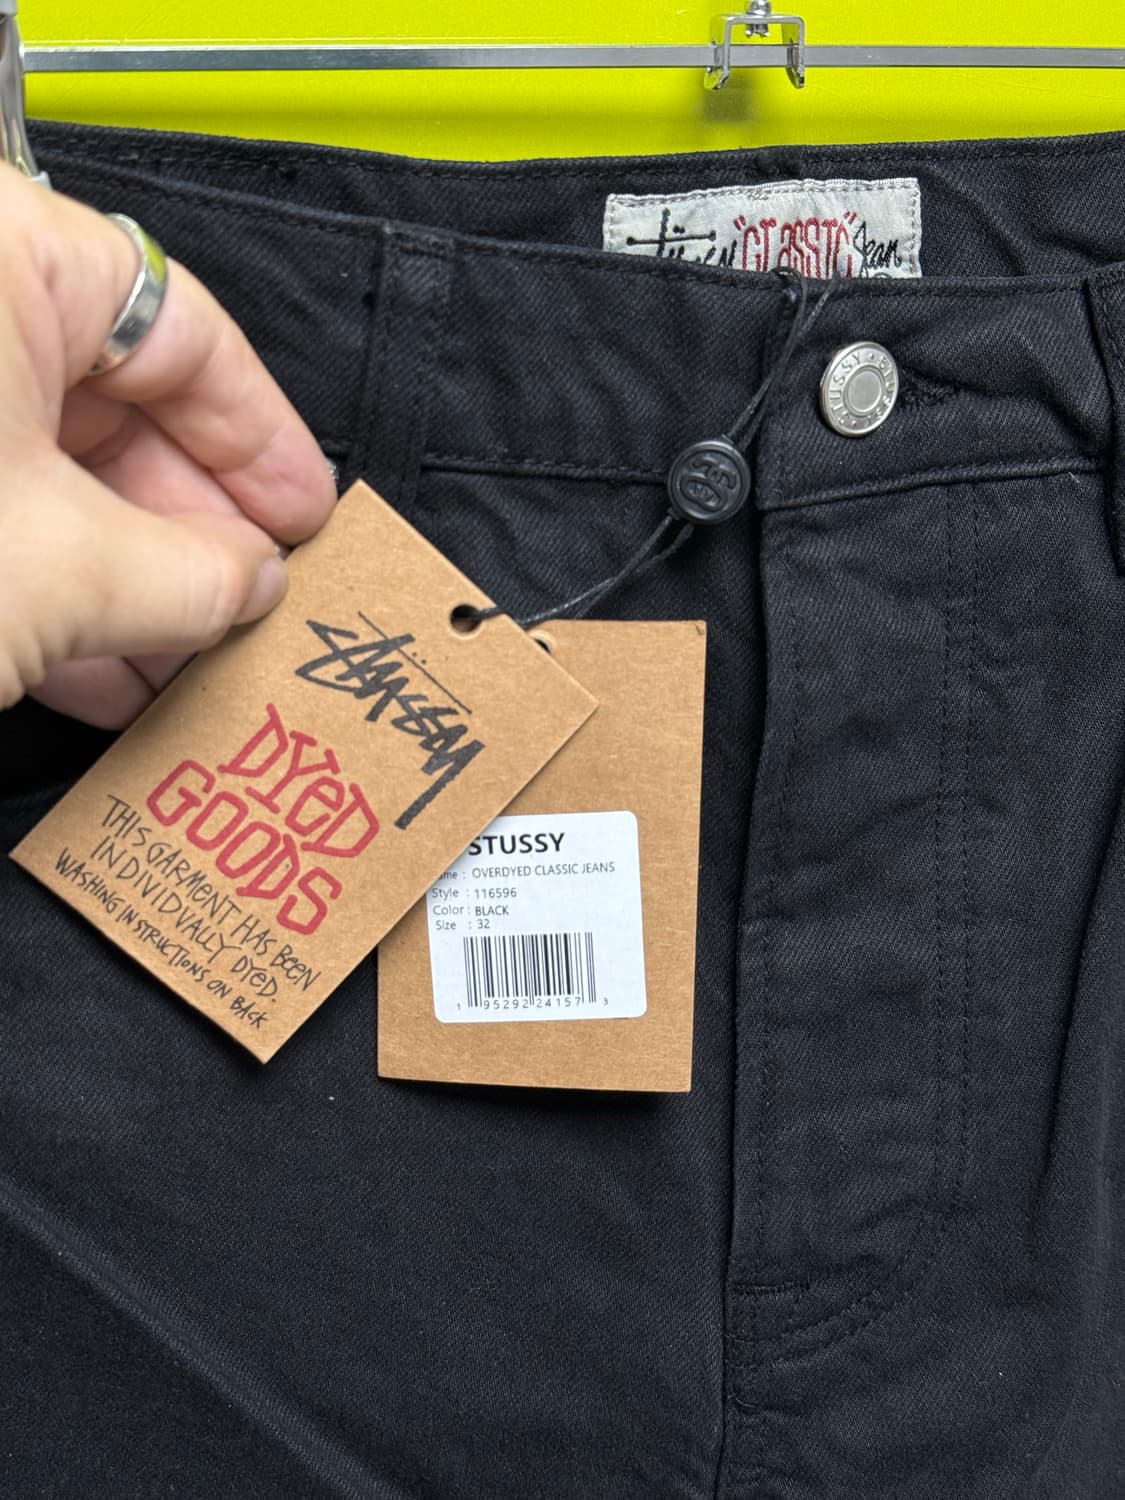 Stüssy "CLASSIC" Jean
STUSSY • STUSSY •
Stüssy
DYED
GOODS
THIS GARMENT HAS BEEN
INDIVIDUALLY DYED.
WASHING INSTRUCTIONS ON BACK
STUSSY
: OVERDYED CLASSIC JEANS
Style : 116596
Color : BLACK
Size : 32
1 95292 24157 3